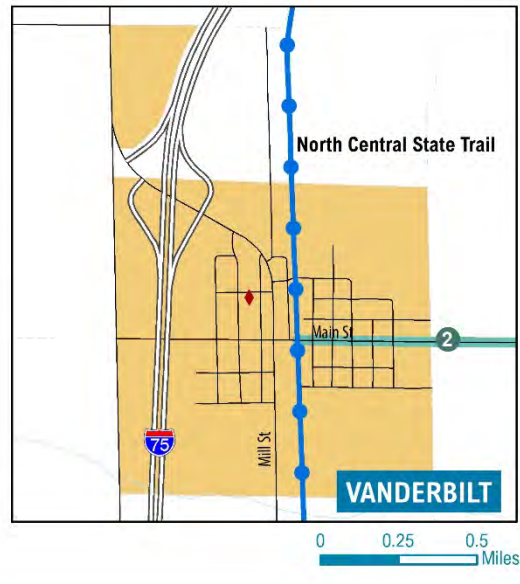 North Central State Trail
Main St
2
75
Mill St
VANDERBILT
0 0.25 0.5
Miles